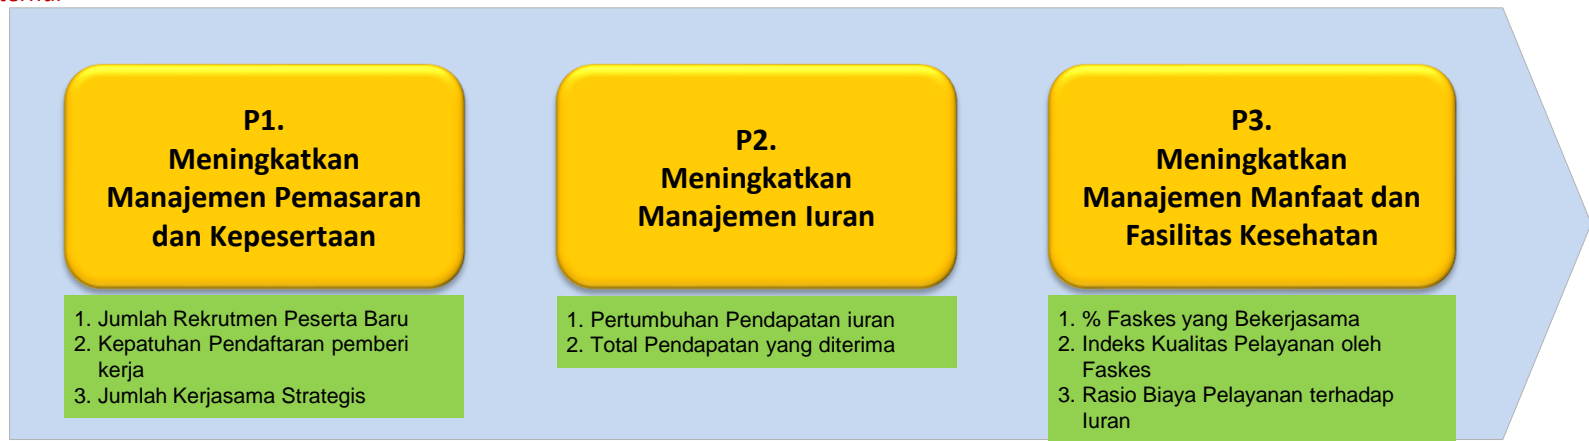 P1.
Meningkatkan
Manajemen Pemasaran
dan Kepesertaan
1. Jumlah Rekrutmen Peserta Baru
2. Kepatuhan Pendaftaran pemberi
kerja
3. Jumlah Kerjasama Strategis
P2.
Meningkatkan
Manajemen Iuran
1. Pertumbuhan Pendapatan iuran
2. Total Pendapatan yang diterima
P3.
Meningkatkan
Manajemen Manfaat dan
Fasilitas Kesehatan
1. % Faskes yang Bekerjasama
2. Indeks Kualitas Pelayanan oleh
Faskes
3. Rasio Biaya Pelayanan terhadap
Iuran